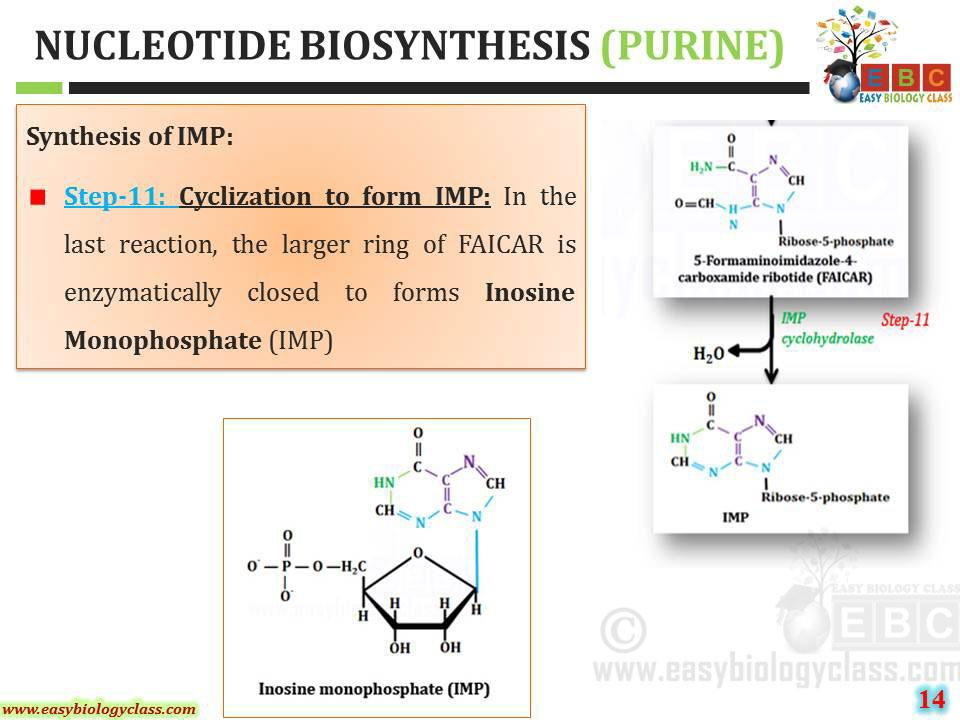 NUCLEOTIDE BIOSYNTHESIS (PURINE)
E B C
EASY BIOLOGY CLASS
Synthesis of IMP:
Step-11: Cyclization to form IMP: In the
last reaction, the larger ring of FAICAR is
enzymatically closed to forms Inosine
Monophosphate (IMP)
O
H₂N C N
C CH
O=CH H C N
N
Ribose-5-phosphate
5-Formaminoimidazole-4-
carboxamide ribotide (FAICAR)
IMP Step-11
cyclohydrolase
H₂O
O
C N
HN C CH
CH N C N
Ribose-5-phosphate
IMP
O
C N
HN C CH
CH N C N
O
O⁻ P O H₂C O
O⁻
H H H H
OH OH
Inosine monophosphate (IMP)
EASY BIOLOGY CLASS
E B C
©
www.easybiologyclass.com
www.easybiologyclass.com
14